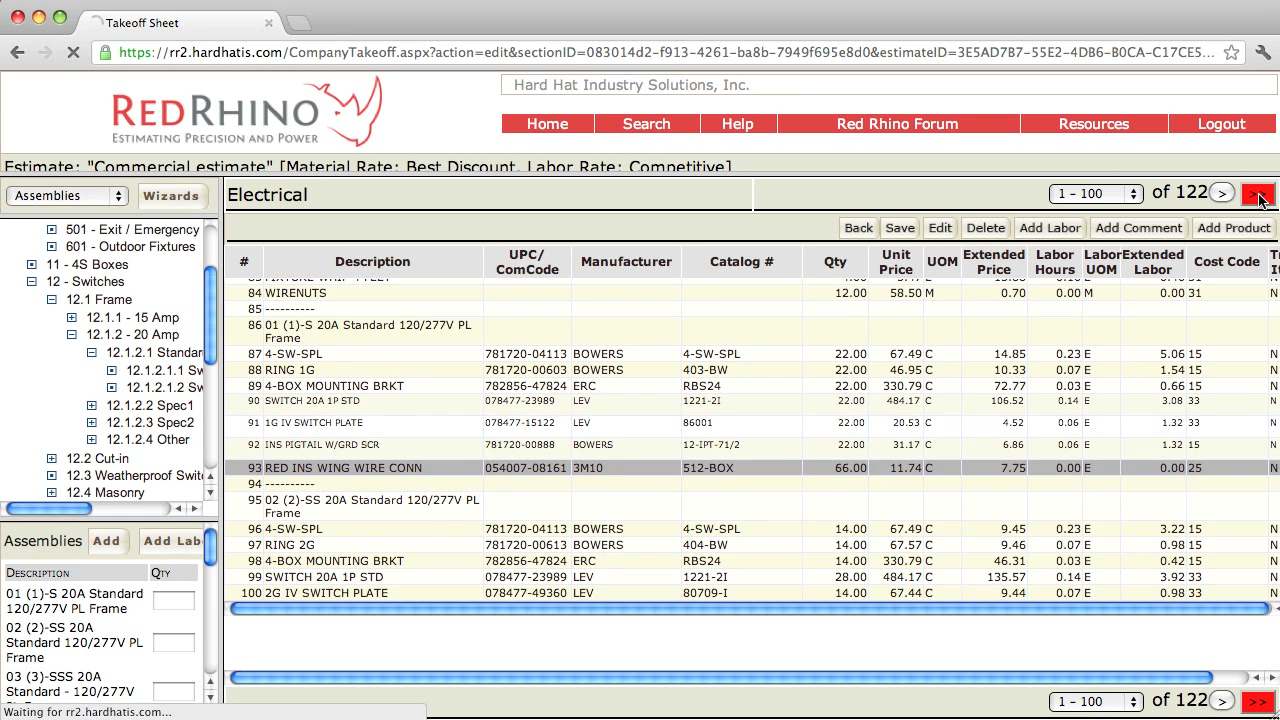 Takeoff Sheet
https://rr2.hardhatis.com/CompanyTakeoff.aspx?action=edit&sectionID=083014d2-f913-4261-ba8b-7949f695e8d0&estimateID=3E5AD7B7-55E2-4DB6-B0CA-C17CE5...
REDRHINO
ESTIMATING PRECISION AND POWER
Hard Hat Industry Solutions, Inc.
Home Search Help Red Rhino Forum Resources Logout
Estimate: "Commercial estimate" [Material Rate: Best Discount, Labor Rate: Competitive]
Assemblies Wizards
501 - Exit / Emergency
601 - Outdoor Fixtures
11 - 4S Boxes
12 - Switches
12.1 Frame
12.1.1 - 15 Amp
12.1.2 - 20 Amp
12.1.2.1 Standar
12.1.2.1.1 Sw
12.1.2.1.2 Sw
12.1.2.2 Spec1
12.1.2.3 Spec2
12.1.2.4 Other
12.2 Cut-in
12.3 Weatherproof Swit
12.4 Masonry
Assemblies Add Add Lab
DESCRIPTION QTY
01 (1)-S 20A Standard
120/277V PL Frame
02 (2)-SS 20A
Standard 120/277V PL
Frame
03 (3)-SSS 20A
Standard - 120/277V
Waiting for rr2.hardhatis.com...
Electrical 1 - 100 of 122 > >>
Back Save Edit Delete Add Labor Add Comment Add Product
# Description UPC/ ComCode Manufacturer Catalog # Qty Unit Price UOM Extended Price Labor Hours Labor UOM Extended Labor Cost Code
84 WIRENUTS 12.00 58.50 M 0.70 0.00 M 0.00 31 N
85 ----------
86 01 (1)-S 20A Standard 120/277V PL
Frame
87 4-SW-SPL 781720-04113 BOWERS 4-SW-SPL 22.00 67.49 C 14.85 0.23 E 5.06 15 N
88 RING 1G 781720-00603 BOWERS 403-BW 22.00 46.95 C 10.33 0.07 E 1.54 15 N
89 4-BOX MOUNTING BRKT 782856-47824 ERC RBS24 22.00 330.79 C 72.77 0.03 E 0.66 15 N
90 SWITCH 20A 1P STD 078477-23989 LEV 1221-2I 22.00 484.17 C 106.52 0.14 E 3.08 33 N
91 1G IV SWITCH PLATE 078477-15122 LEV 86001 22.00 20.53 C 4.52 0.06 E 1.32 33 N
92 INS PIGTAIL W/GRD SCR 781720-00888 BOWERS 12-IPT-71/2 22.00 31.17 C 6.86 0.06 E 1.32 15 N
93 RED INS WING WIRE CONN 054007-08161 3M10 512-BOX 66.00 11.74 C 7.75 0.00 E 0.00 25 N
94 ----------
95 02 (2)-SS 20A Standard 120/277V PL
Frame
96 4-SW-SPL 781720-04113 BOWERS 4-SW-SPL 14.00 67.49 C 9.45 0.23 E 3.22 15 N
97 RING 2G 781720-00613 BOWERS 404-BW 14.00 67.57 C 9.46 0.07 E 0.98 15 N
98 4-BOX MOUNTING BRKT 782856-47824 ERC RBS24 14.00 330.79 C 46.31 0.03 E 0.42 15 N
99 SWITCH 20A 1P STD 078477-23989 LEV 1221-2I 28.00 484.17 C 135.57 0.14 E 3.92 33 N
100 2G IV SWITCH PLATE 078477-49360 LEV 80709-I 14.00 67.44 C 9.44 0.07 E 0.98 33 N
1 - 100 of 122 > >>